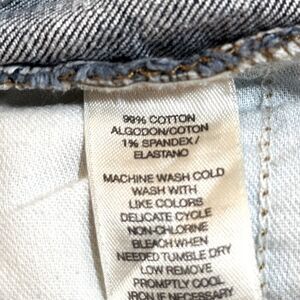 99% COTTON
ALGODON/COTON
1% SPANDEX/
ELASTANO
MACHINE WASH COLD
WASH WITH
LIKE COLORS
DELICATE CYCLE
NON-CHLORINE
BLEACH WHEN
NEEDED TUMBLE DRY
LOW REMOVE
PROMPTLY COOL
IRON IF NECESSARY